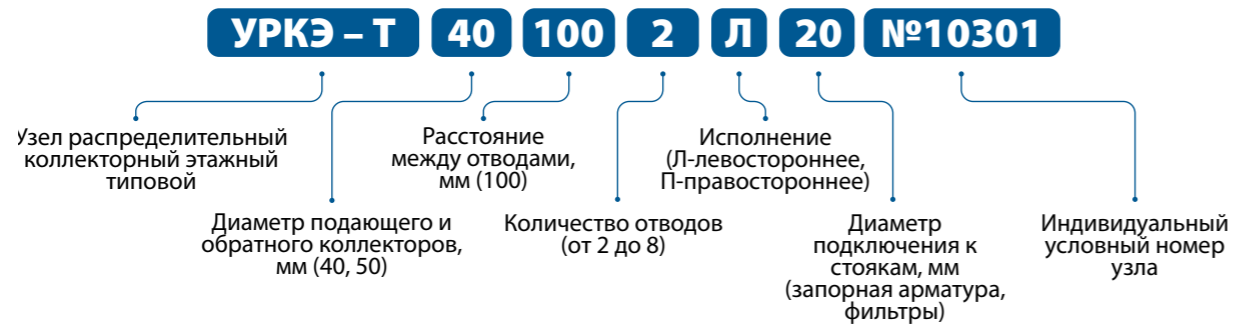 УРКЭ – Т 40 100 2 Л 20 №10301
Узел распределительный
коллекторный этажный
типовой
Диаметр подающего и
обратного коллекторов,
мм (40, 50)
Расстояние
между отводами,
мм (100)
Количество отводов
(от 2 до 8)
Исполнение
(Л-левостороннее,
П-правостороннее)
Диаметр
подключения к
стоякам, мм
(запорная арматура,
фильтры)
Индивидуальный
условный номер
узла